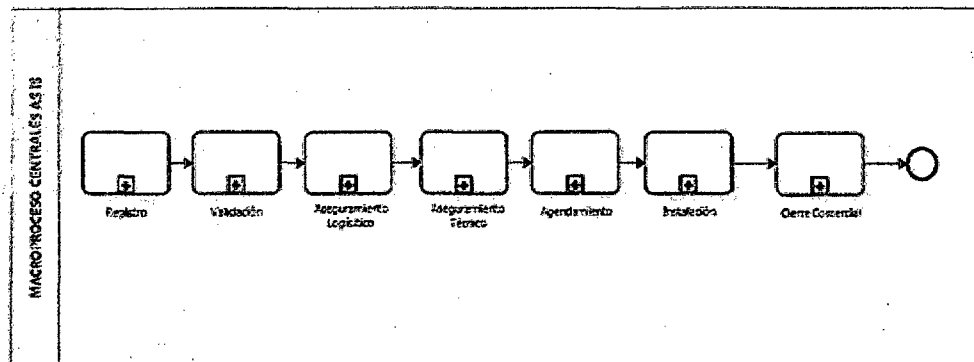 MACROPROCESO CENTRALES AS IS
Registro
Validación
Aseguramiento
Logístico
Aseguramiento
Técnico
Agendamiento
Instalación
Cierre Comercial